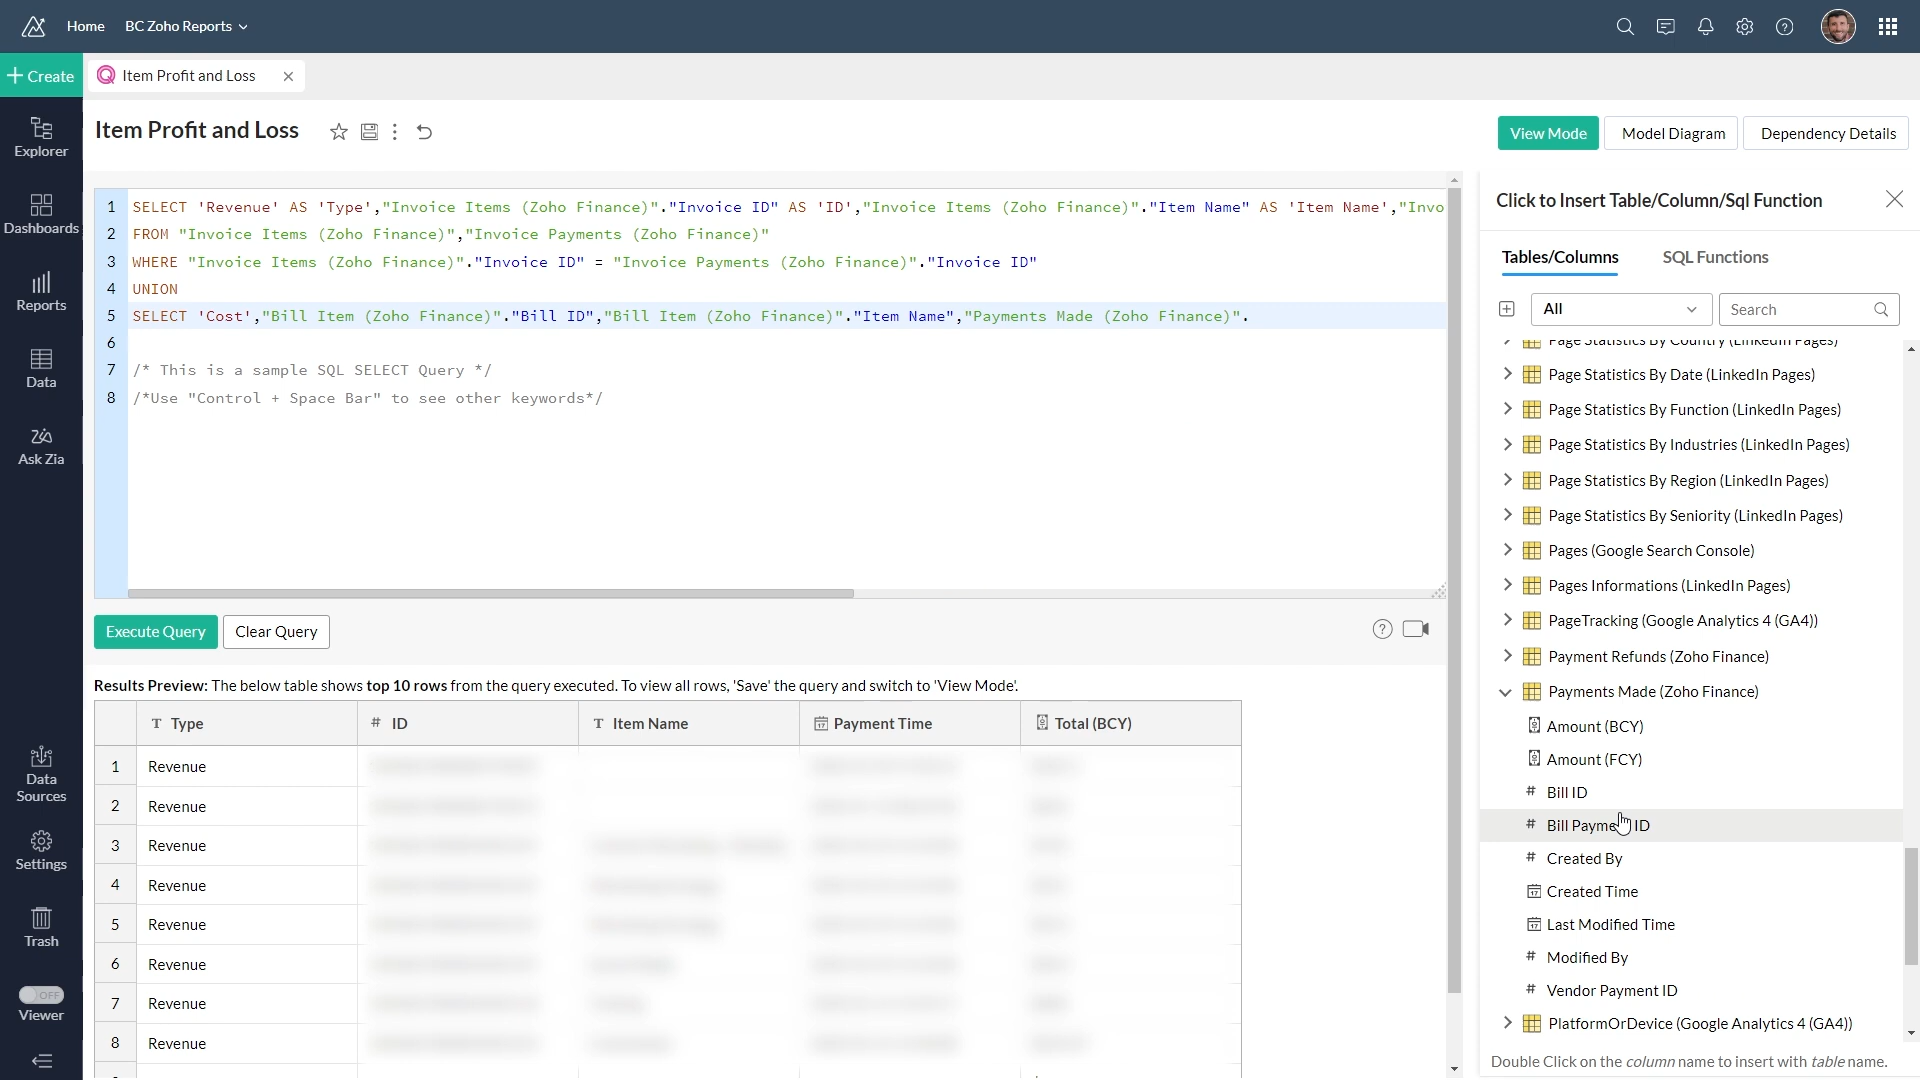 Home
BC Zoho Reports
Create
Item Profit and Loss
Explorer
Dashboards
Reports
Data
Ask Zia
Data Sources
Settings
Trash
OFF
Viewer
Item Profit and Loss
View Mode
Model Diagram
Dependency Details
1 SELECT 'Revenue' AS 'Type',"Invoice Items (Zoho Finance)"."Invoice ID" AS 'ID',"Invoice Items (Zoho Finance)"."Item Name" AS 'Item Name',"Invo
2 FROM "Invoice Items (Zoho Finance)","Invoice Payments (Zoho Finance)"
3 WHERE "Invoice Items (Zoho Finance)"."Invoice ID" = "Invoice Payments (Zoho Finance)"."Invoice ID"
4 UNION
5 SELECT 'Cost',"Bill Item (Zoho Finance)"."Bill ID","Bill Item (Zoho Finance)"."Item Name","Payments Made (Zoho Finance)".
6
7 /* This is a sample SQL SELECT Query */
8 /*Use "Control + Space Bar" to see other keywords*/
Execute Query
Clear Query
Results Preview: The below table shows top 10 rows from the query executed. To view all rows, 'Save' the query and switch to 'View Mode'.
T Type # ID T Item Name Payment Time Total (BCY)
1 Revenue
2 Revenue
3 Revenue
4 Revenue
5 Revenue
6 Revenue
7 Revenue
8 Revenue
Click to Insert Table/Column/Sql Function
Tables/Columns
SQL Functions
All
Search
Page Statistics By Country (LinkedIn Pages)
Page Statistics By Date (LinkedIn Pages)
Page Statistics By Function (LinkedIn Pages)
Page Statistics By Industries (LinkedIn Pages)
Page Statistics By Region (LinkedIn Pages)
Page Statistics By Seniority (LinkedIn Pages)
Pages (Google Search Console)
Pages Informations (LinkedIn Pages)
PageTracking (Google Analytics 4 (GA4))
Payment Refunds (Zoho Finance)
Payments Made (Zoho Finance)
Amount (BCY)
Amount (FCY)
# Bill ID
# Bill Payment ID
# Created By
Created Time
Last Modified Time
# Modified By
# Vendor Payment ID
PlatformOrDevice (Google Analytics 4 (GA4))
Double Click on the column name to insert with table name.